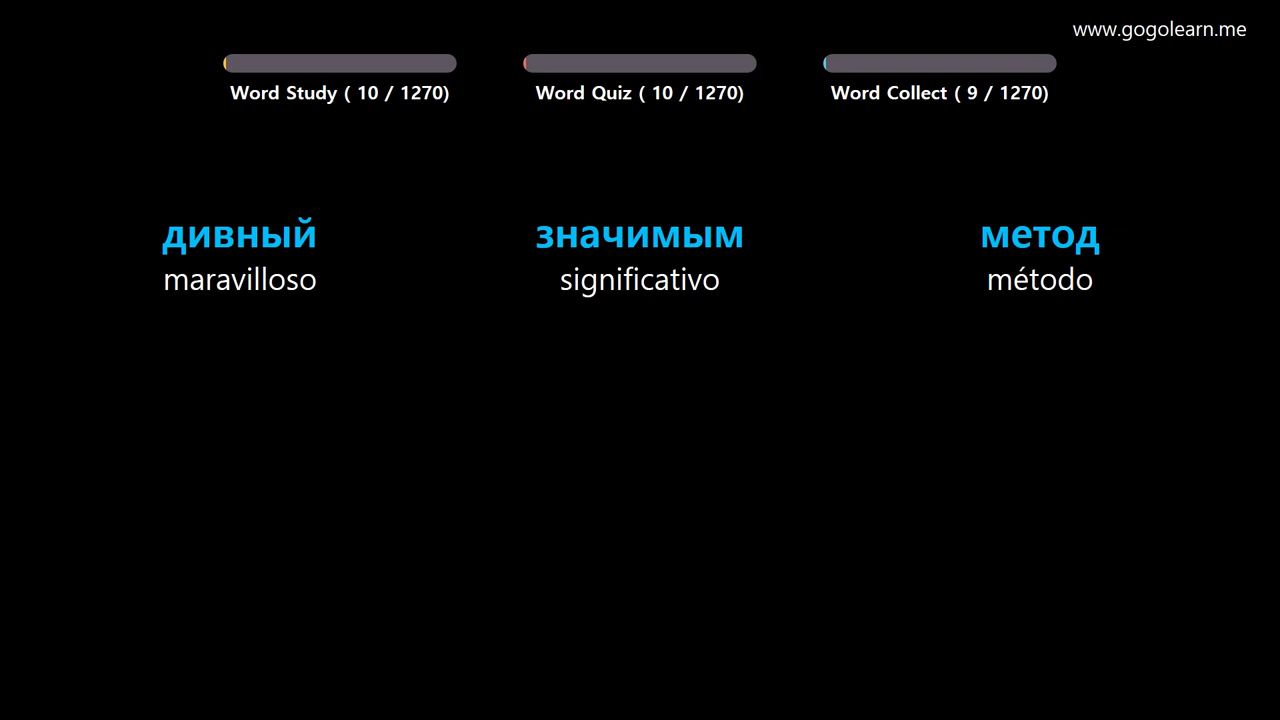 www.gogolearn.me
Word Study ( 10 / 1270)
Word Quiz ( 10 / 1270)
Word Collect ( 9 / 1270)
дивный
maravilloso
значимым
significativo
метод
método